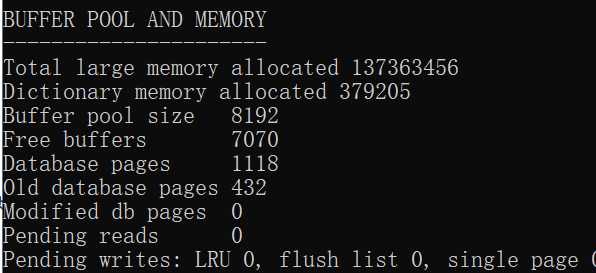 BUFFER POOL AND MEMORY
----------------------
Total large memory allocated 137363456
Dictionary memory allocated 379205
Buffer pool size   8192
Free buffers       7070
Database pages     1118
Old database pages 432
Modified db pages  0
Pending reads      0
Pending writes: LRU 0, flush list 0, single page 0